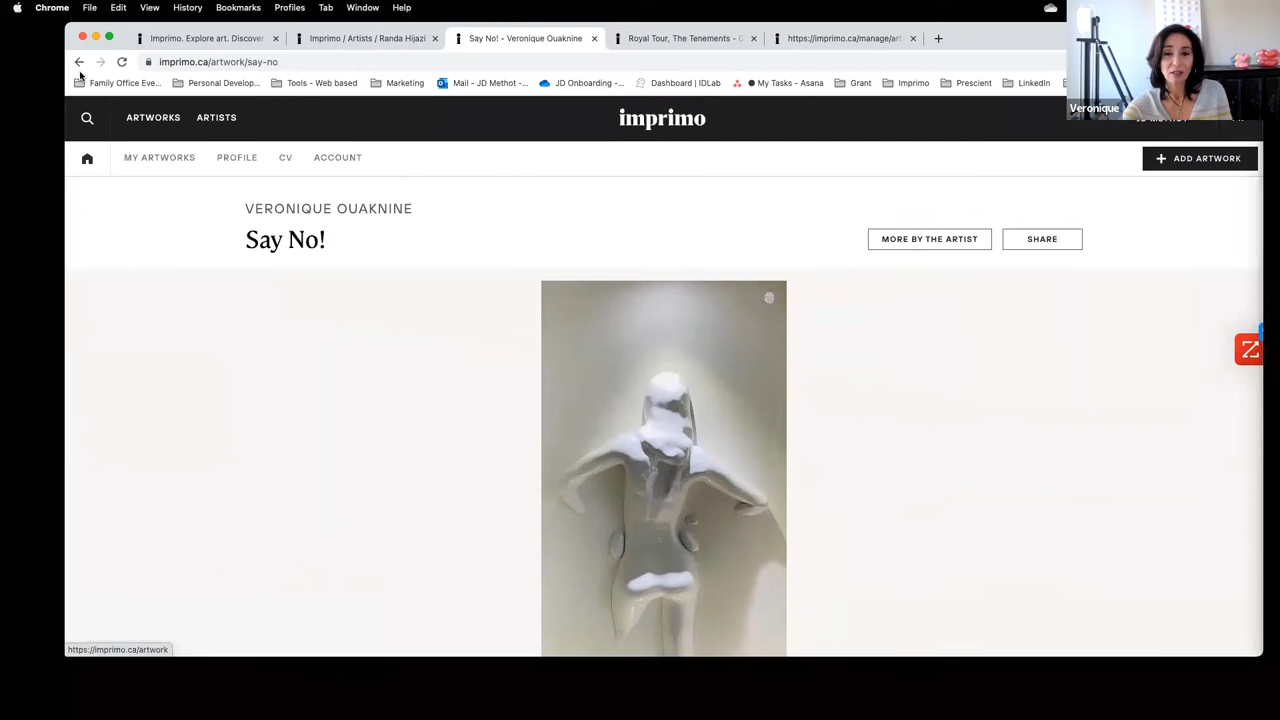 Chrome File Edit View History Bookmarks Profiles Tab Window Help
Imprimo. Explore art. Discover Imprimo / Artists / Randa Hijazi Say No! - Veronique Ouaknine Royal Tour, The Tenements - G https://imprimo.ca/manage/art
imprimo.ca/artwork/say-no
Family Office Eve... Personal Develop... Tools - Web based Marketing Mail - JD Methot -... JD Onboarding -... Dashboard | IDLab My Tasks - Asana Grant Imprimo Prescient LinkedIn
Veronique
ARTWORKS ARTISTS imprimo
MY ARTWORKS PROFILE CV ACCOUNT + ADD ARTWORK
VERONIQUE OUAKNINE
Say No!
MORE BY THE ARTIST SHARE
https://imprimo.ca/artwork